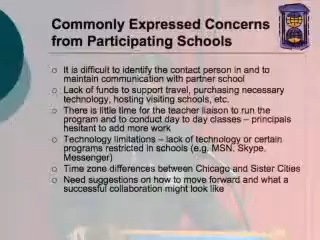 Commonly Expressed Concerns
from Participating Schools
It is difficult to identify the contact person in and to
maintain communication with partner school
Lack of funds to support travel, purchasing necessary
technology, hosting visiting schools, etc.
There is little time for the teacher liaison to run the
program and to conduct day to day classes – principals
hesitant to add more work
Technology limitations – lack of technology or certain
programs restricted in schools (e.g. MSN, Skype,
Messenger)
Time zone differences between Chicago and Sister Cities
Need suggestions on how to move forward and what a
successful collaboration might look like